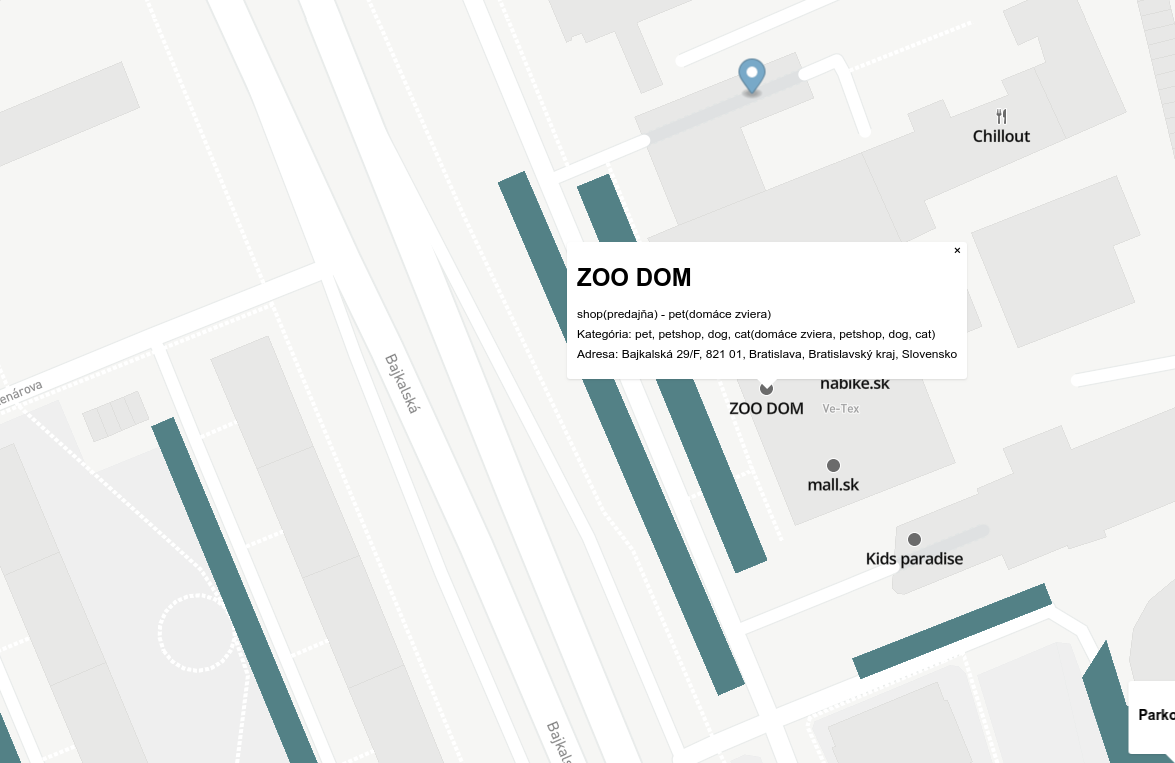 Chillout
×
ZOO DOM
shop(predajňa) - pet(domáce zviera)
Kategória: pet, petshop, dog, cat(domáce zviera, petshop, dog, cat)
Adresa: Bajkalská 29/F, 821 01, Bratislava, Bratislavský kraj, Slovensko
nabike.sk
ZOO DOM
Ve-Tex
Bajkalská
enárova
mall.sk
Kids paradise
Parko
Bajkals